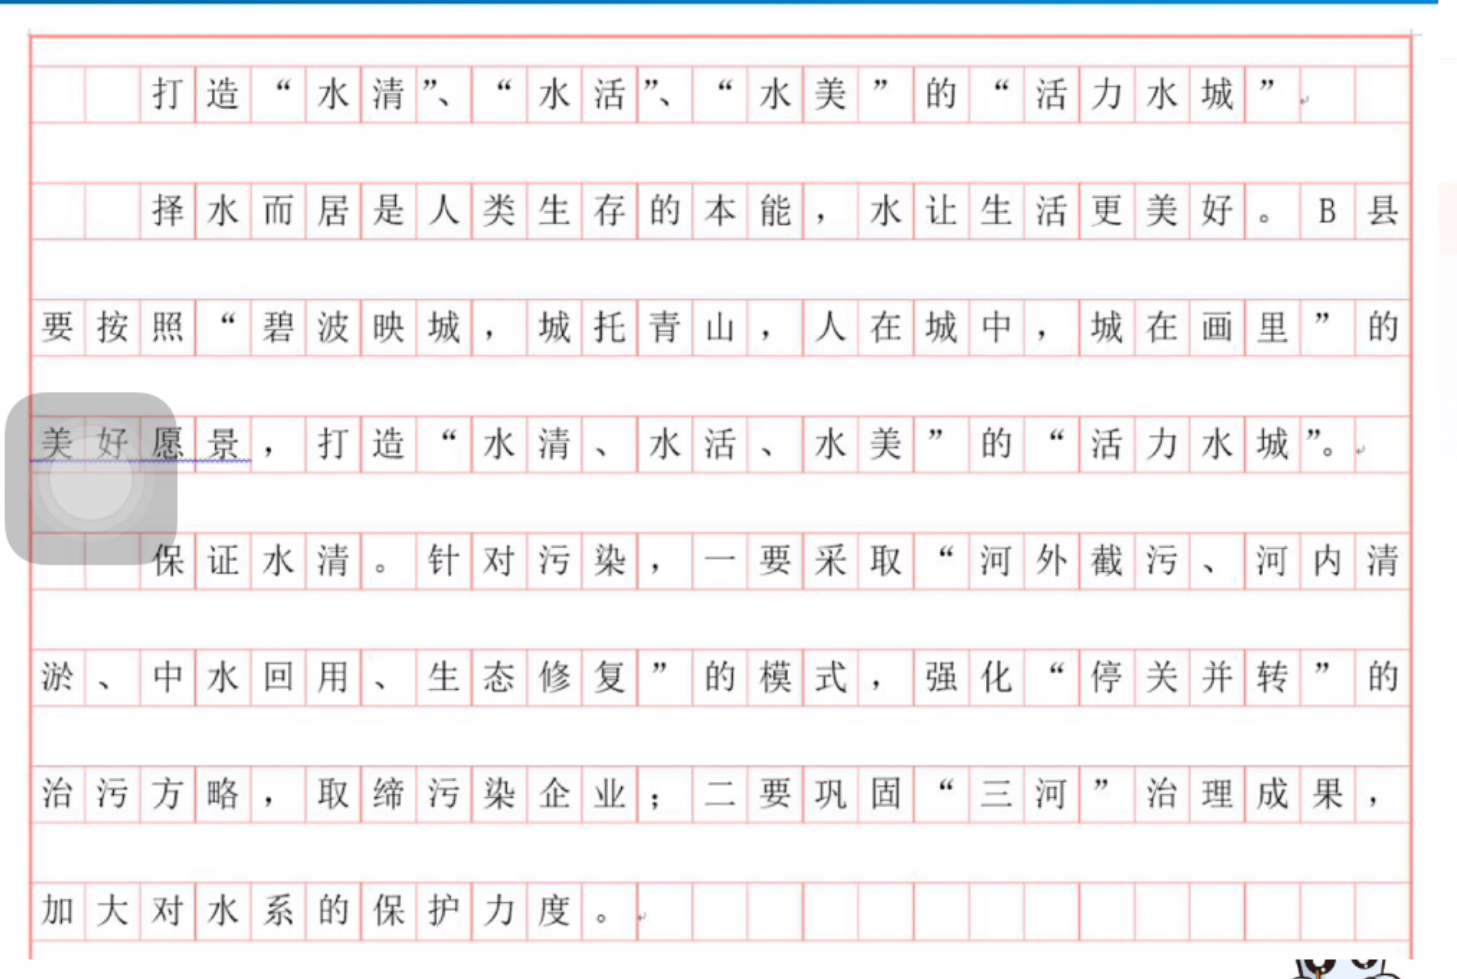 打造“水清”、“水活”、“水美”的“活力水城”
择水而居是人类生存的本能，水让生活更美好。B县
要按照“碧波映城，城托青山，人在城中，城在画里”的
美好愿景，打造“水清、水活、水美”的“活力水城”。
保证水清。针对污染，一要采取“河外截污、河内清
淤、中水回用、生态修复”的模式，强化“停关并转”的
治污方略，取缔污染企业；二要巩固“三河”治理成果，
加大对水系的保护力度。